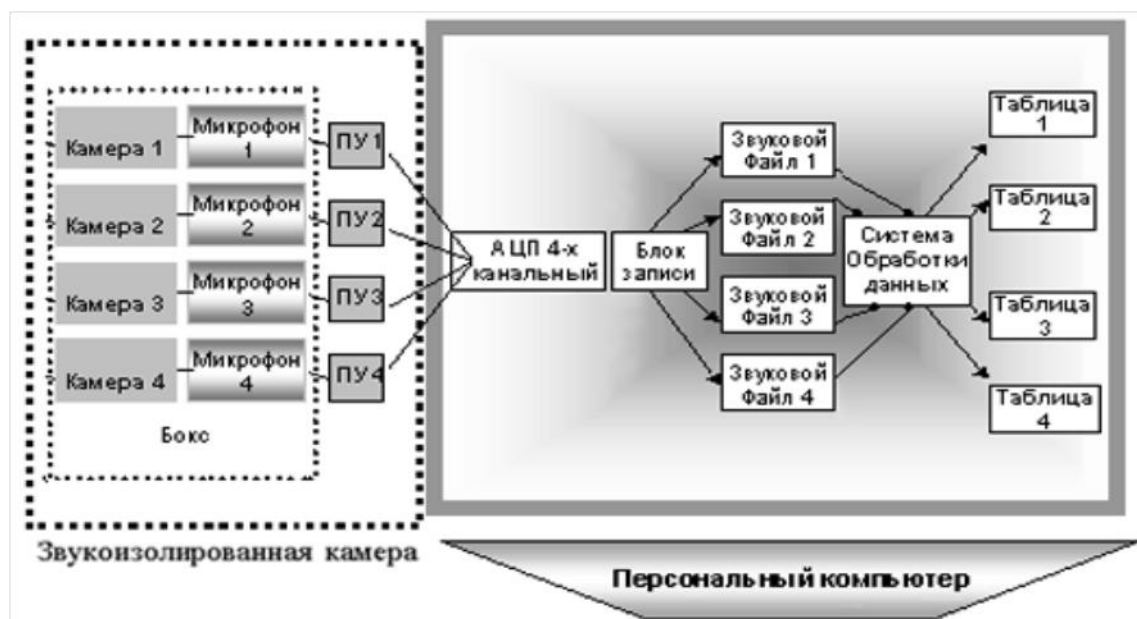 Камера 1
Микрофон
1
ПУ1
Камера 2
Микрофон
2
ПУ2
Камера 3
Микрофон
3
ПУ3
Камера 4
Микрофон
4
ПУ4
Бокс
Звукоизолированная камера
АЦП 4-х
канальный
Блок
записи
Звуковой
Файл 1
Звуковой
Файл 2
Звуковой
Файл 3
Звуковой
Файл 4
Система
Обработки
данных
Таблица
1
Таблица
2
Таблица
3
Таблица
4
Персональный компьютер